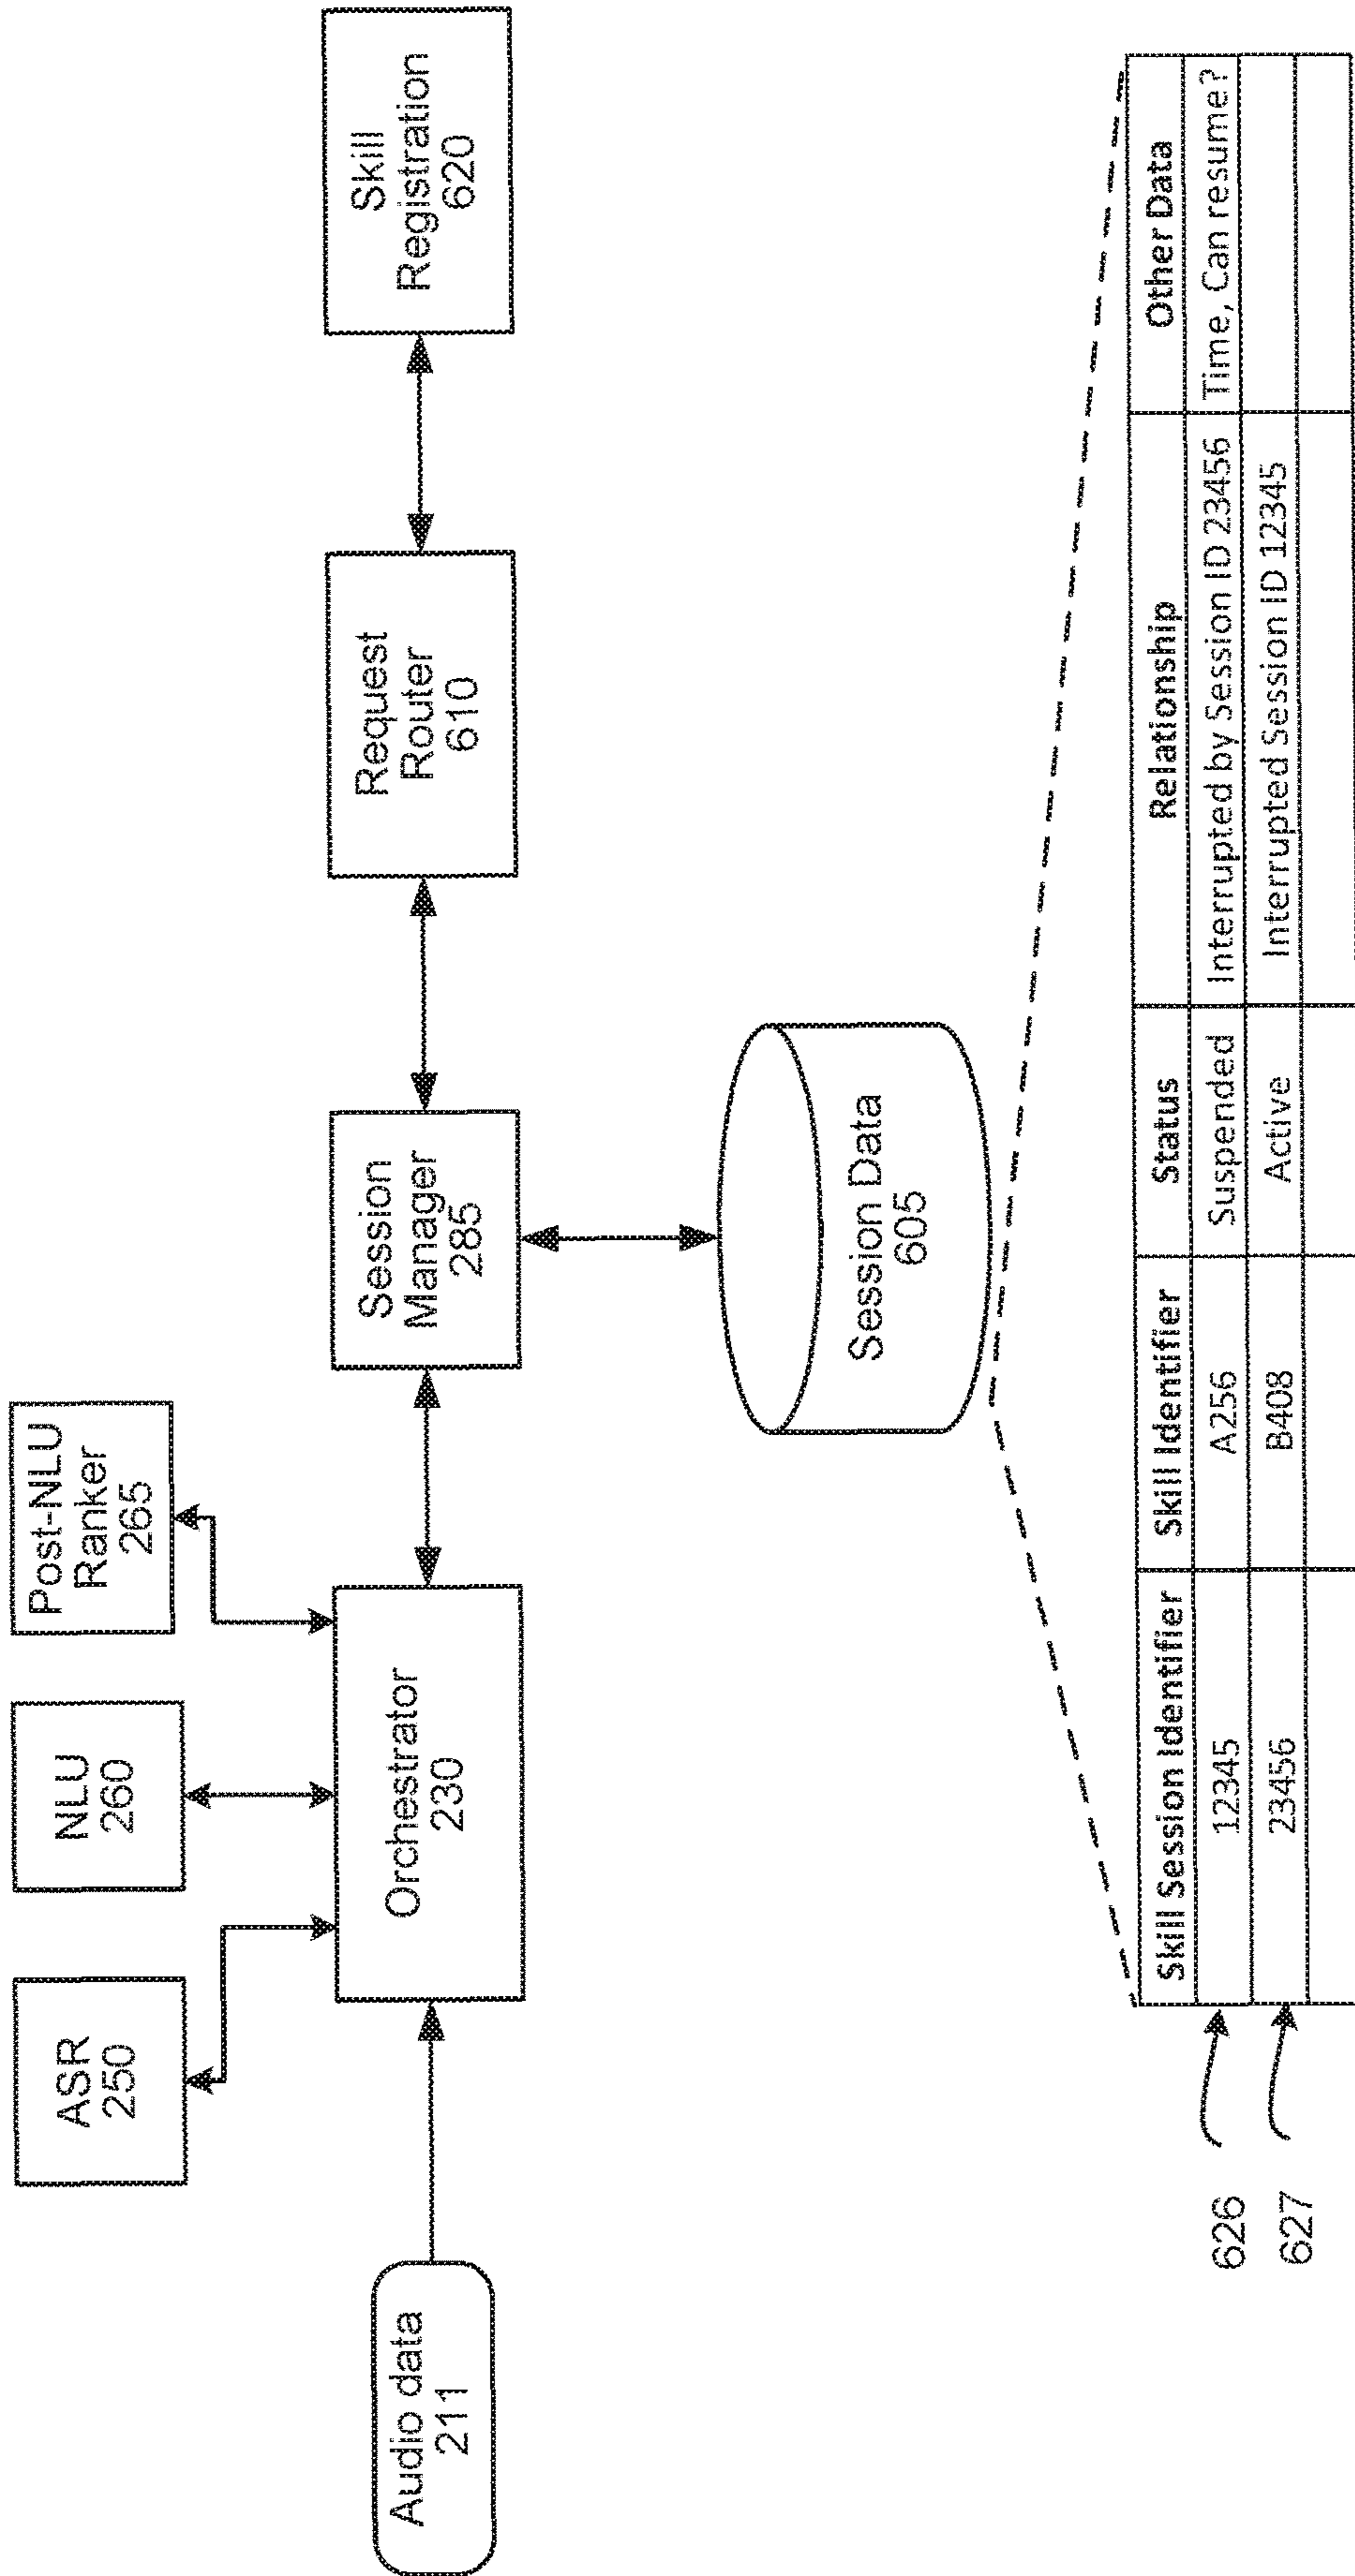 ASR
250
NLU
260
Post-NLU
Ranker
265
Audio data
211
Orchestrator
230
Session
Manager
285
Request
Router
610
Skill
Registration
620
Session Data
605
Skill Session Identifier Skill Identifier Status Relationship Other Data
626 12345 A256 Suspended Interrupted by Session ID 23456 Time, Can resume?
627 23456 B408 Active Interrupted Session ID 12345